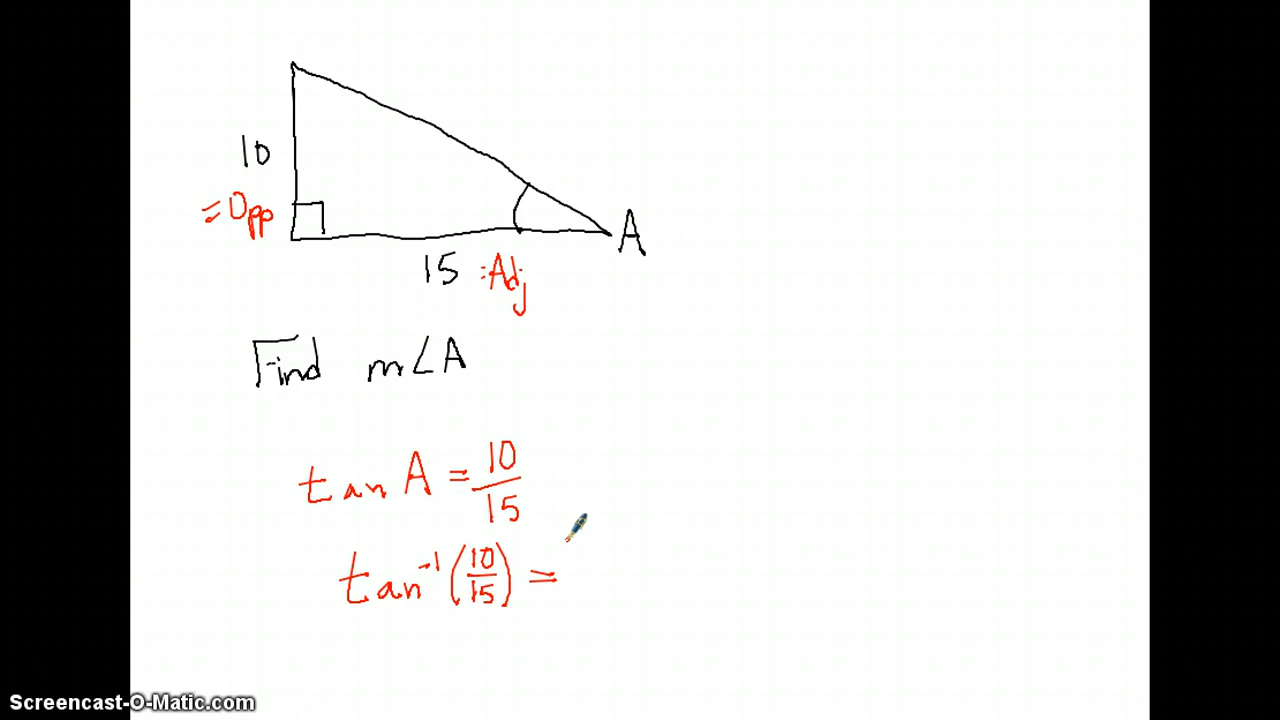 10
= Opp
A
15 : Adj
Find m∠A
tan A = 10/15
tan⁻¹(10/15) =
Screencast-O-Matic.com